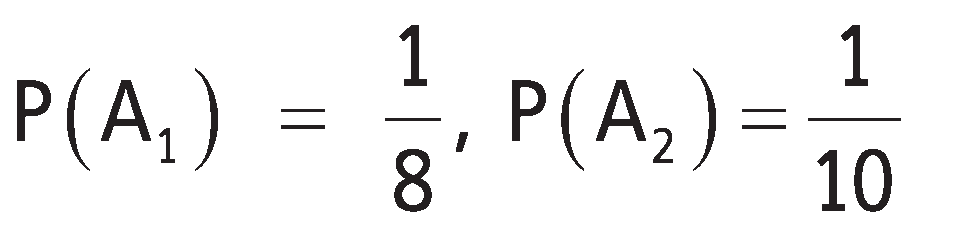 P(A₁) = 1/8, P(A₂) = 1/10